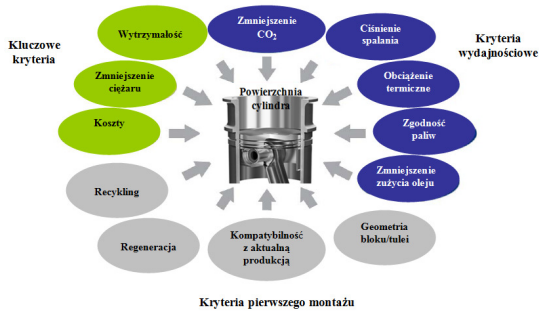 Kluczowe
kryteria
Wytrzymałość
Zmniejszenie
CO2
Ciśnienie
spalania
Kryteria
wydajnościowe
Zmniejszenie
ciężaru
Powierzchnia
cylindra
Obciążenie
termiczne
Koszty
Zgodność
paliw
Recykling
Zmniejszenie
zużycia oleju
Regeneracja
Kompatybilność
z aktualną
produkcją
Geometria
bloku/tulei
Kryteria pierwszego montażu